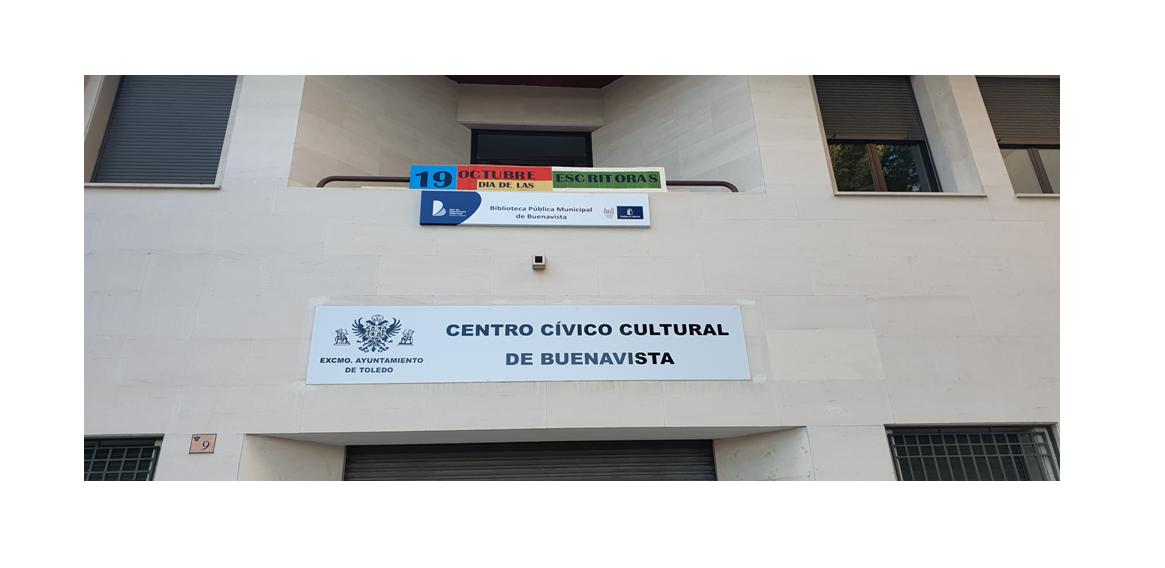 19 OCTUBRE
DIA DE LAS ESCRITORAS
Biblioteca Pública Municipal
de Buenavista
CENTRO CÍVICO CULTURAL
DE BUENAVISTA
EXCMO. AYUNTAMIENTO
DE TOLEDO
9